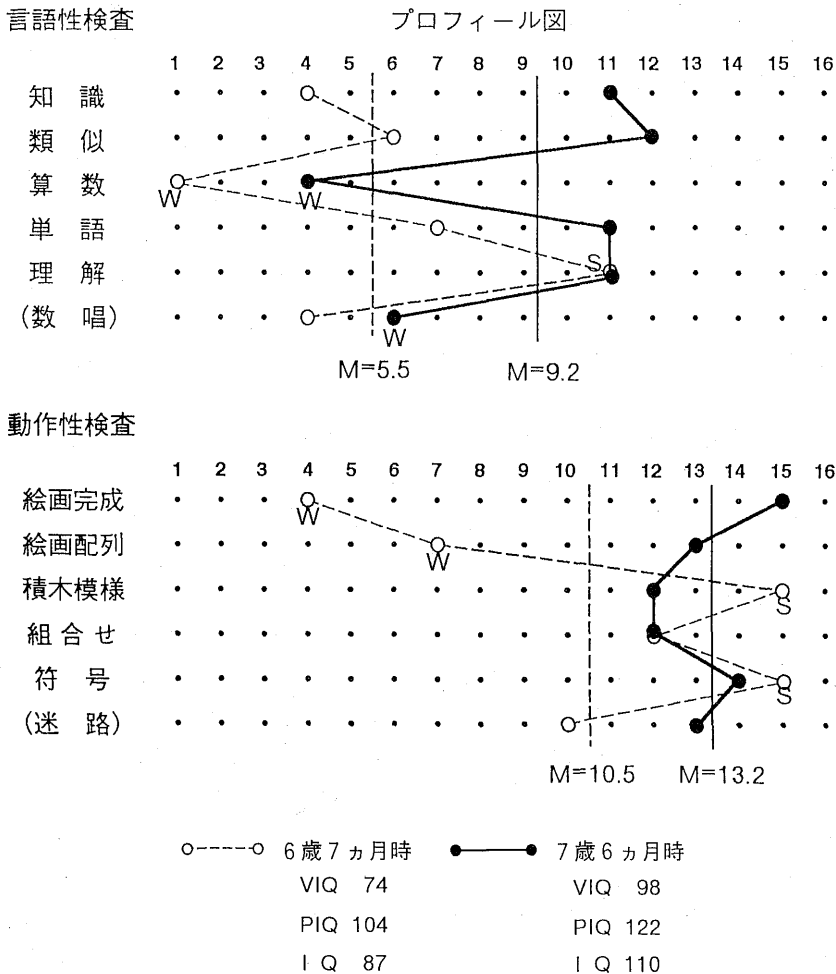 言語性検査 プロフィール図
1 2 3 4 5 6 7 8 9 10 11 12 13 14 15 16
知 識
類 似
算 数
W W
単 語
理 解
S
(数 唱)
W
M=5.5 M=9.2
動作性検査
1 2 3 4 5 6 7 8 9 10 11 12 13 14 15 16
絵画完成
W
絵画配列
W
積木模様
S
組合せ
符 号
S
(迷 路)
M=10.5 M=13.2
6歳7ヵ月時 7歳6ヵ月時
VIQ 74 VIQ 98
PIQ 104 PIQ 122
I Q 87 I Q 110